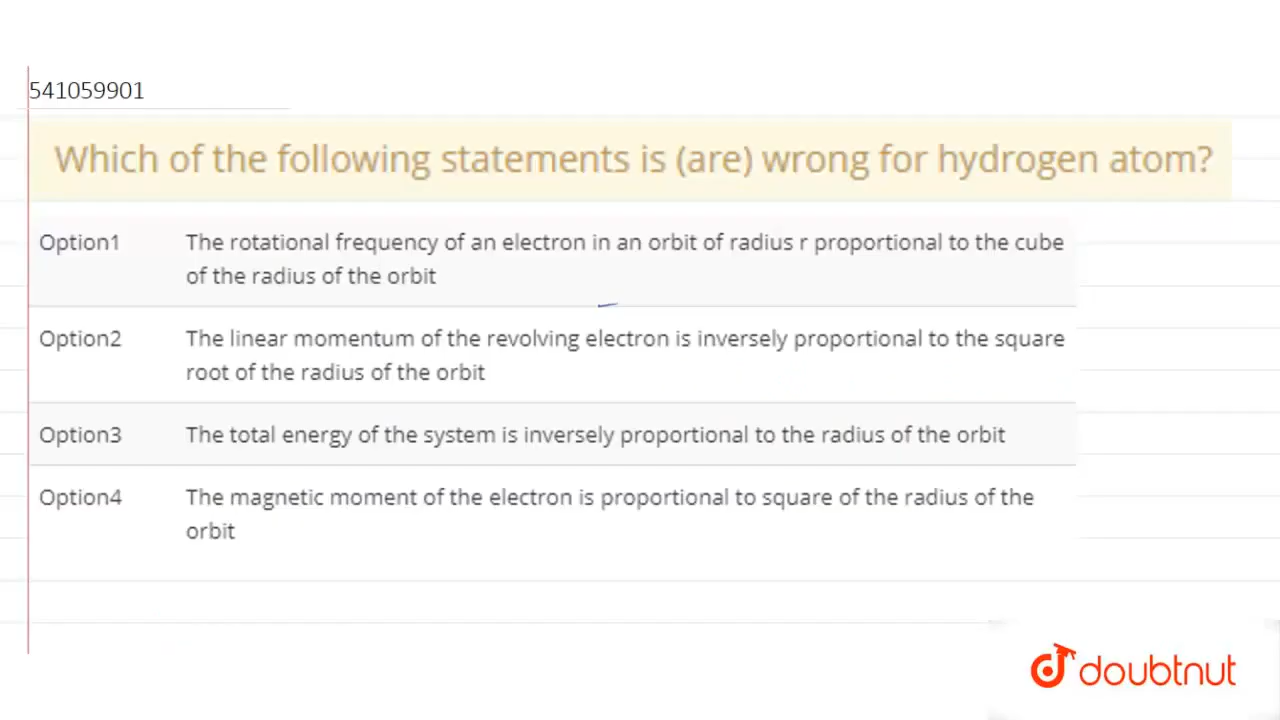 541059901
Which of the following statements is (are) wrong for hydrogen atom?
Option1 The rotational frequency of an electron in an orbit of radius r proportional to the cube
of the radius of the orbit
Option2 The linear momentum of the revolving electron is inversely proportional to the square
root of the radius of the orbit
Option3 The total energy of the system is inversely proportional to the radius of the orbit
Option4 The magnetic moment of the electron is proportional to square of the radius of the
orbit
doubtnut